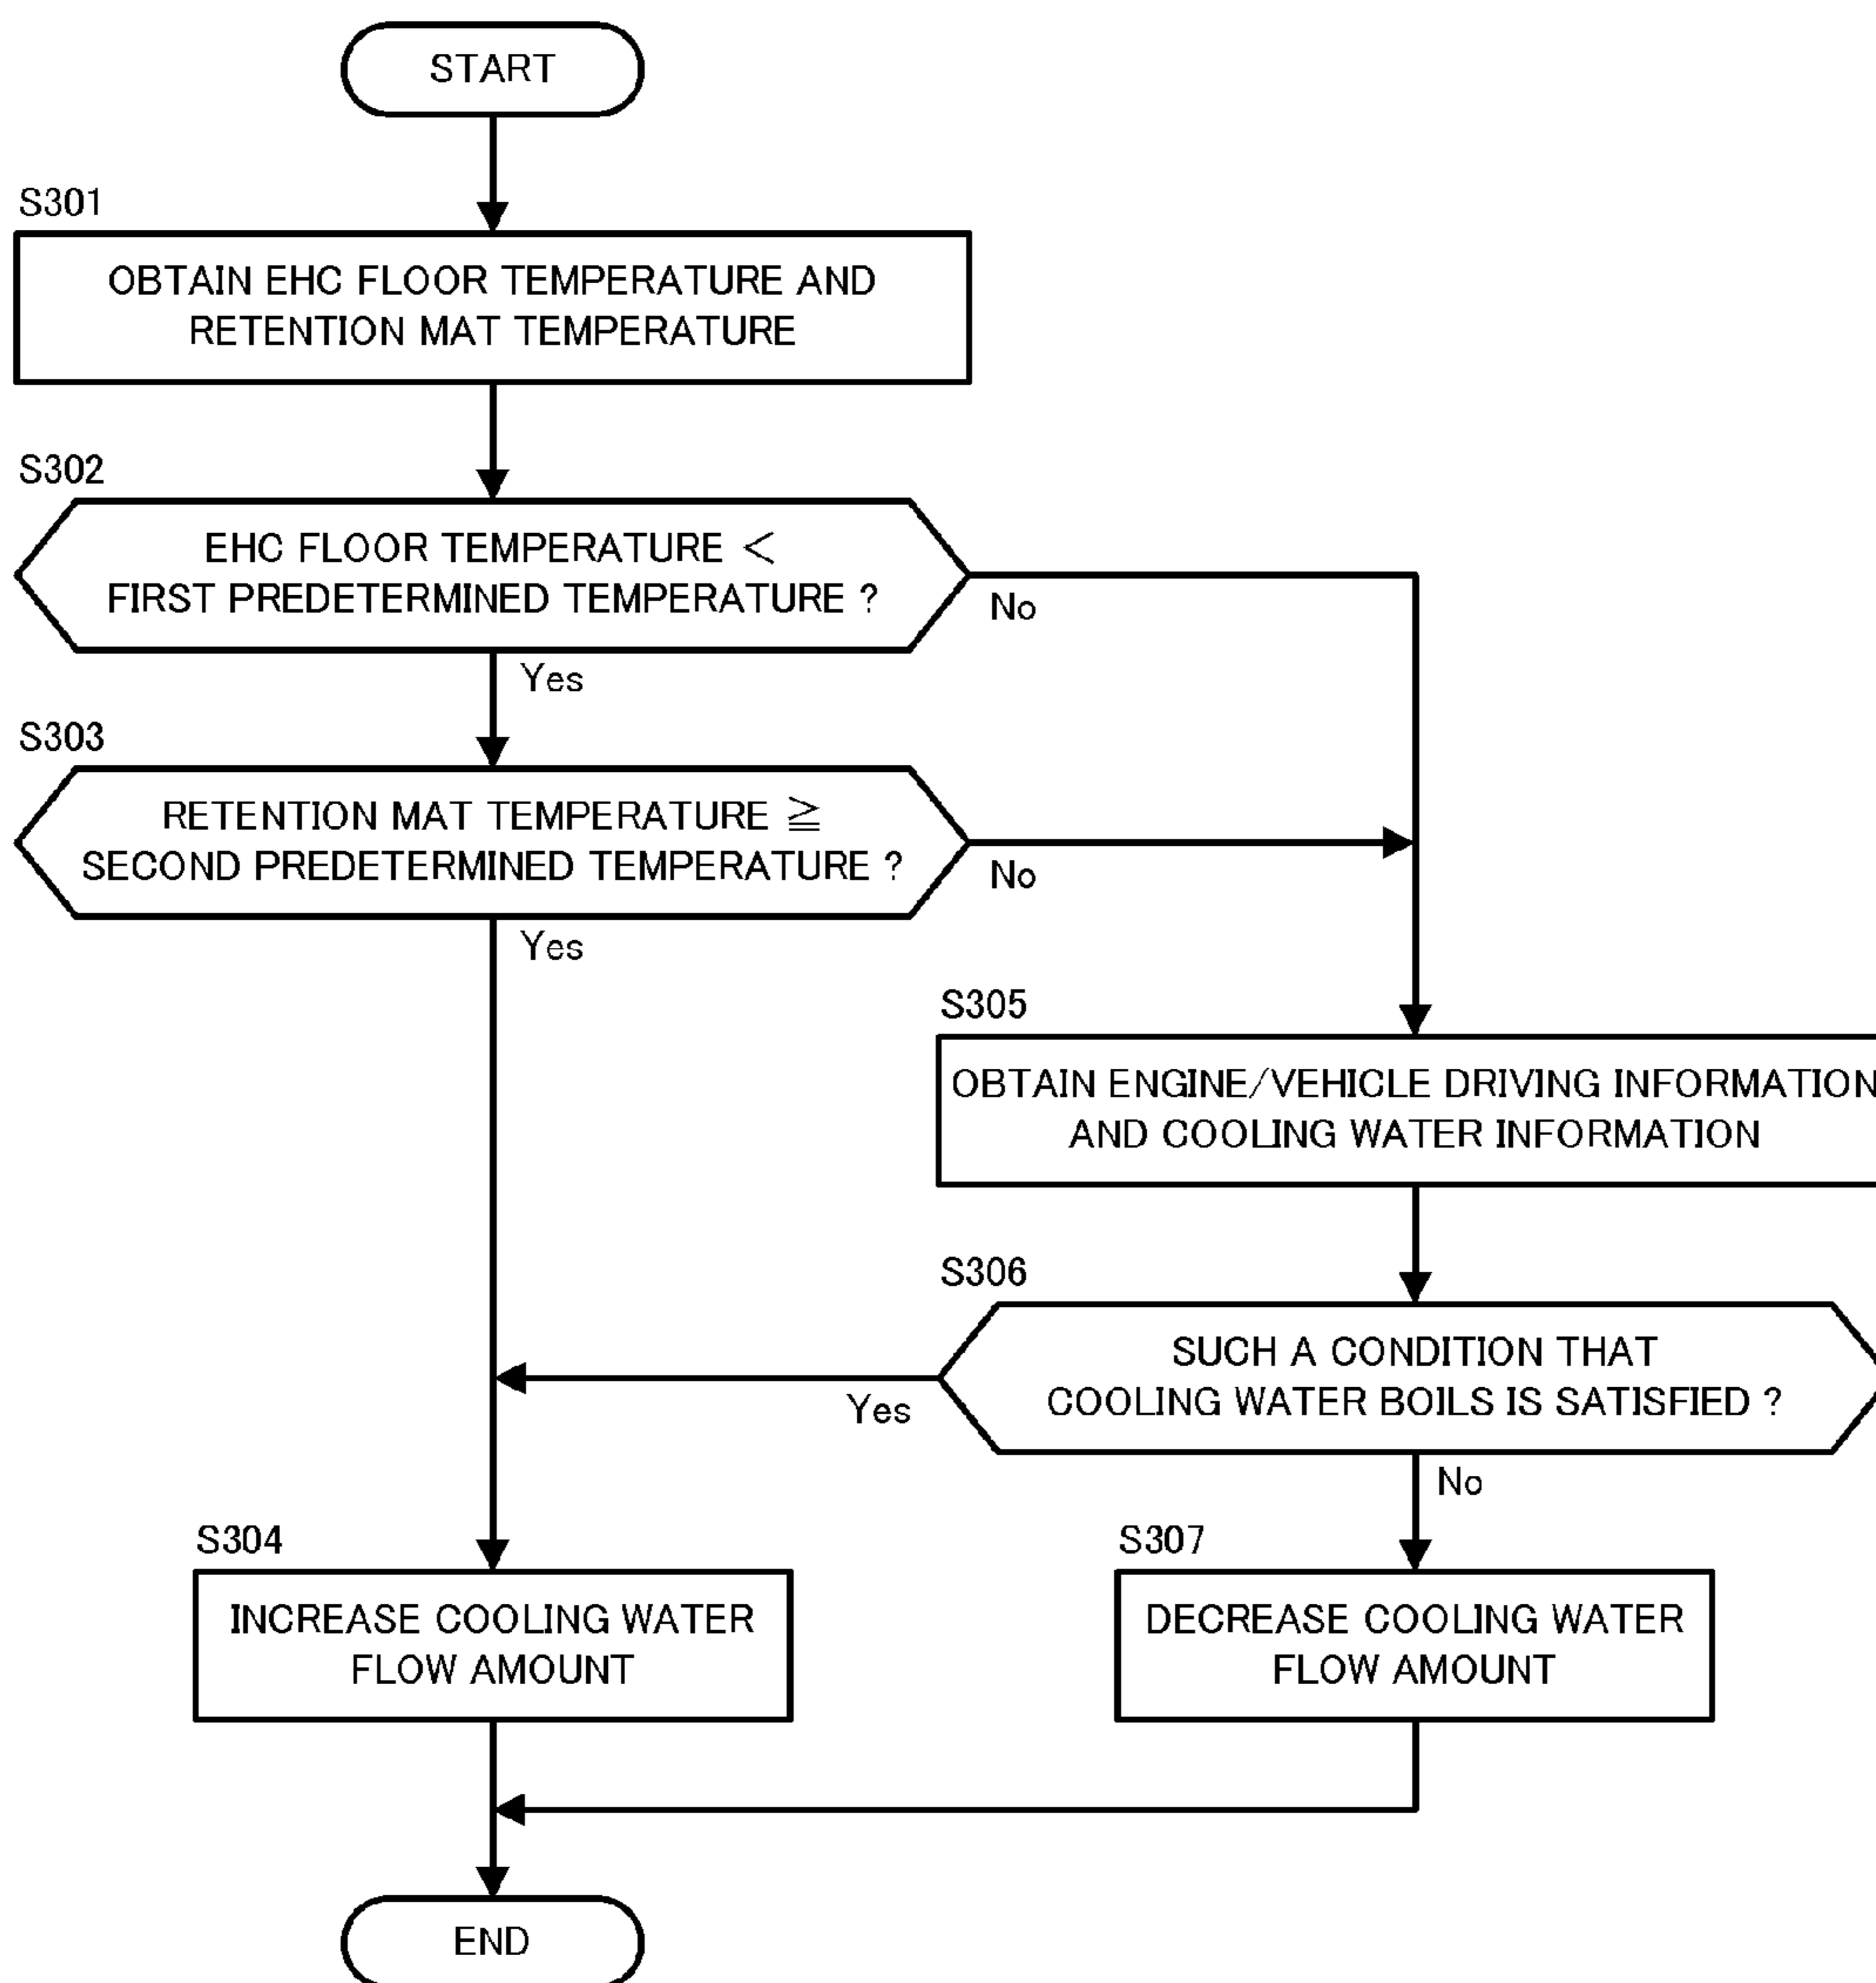 START
S301
OBTAIN EHC FLOOR TEMPERATURE AND
RETENTION MAT TEMPERATURE
S302
EHC FLOOR TEMPERATURE <
FIRST PREDETERMINED TEMPERATURE ?
No
Yes
S303
RETENTION MAT TEMPERATURE ≧
SECOND PREDETERMINED TEMPERATURE ?
No
Yes
S305
OBTAIN ENGINE/VEHICLE DRIVING INFORMATION
AND COOLING WATER INFORMATION
S306
SUCH A CONDITION THAT
COOLING WATER BOILS IS SATISFIED ?
Yes
No
S304
INCREASE COOLING WATER
FLOW AMOUNT
S307
DECREASE COOLING WATER
FLOW AMOUNT
END